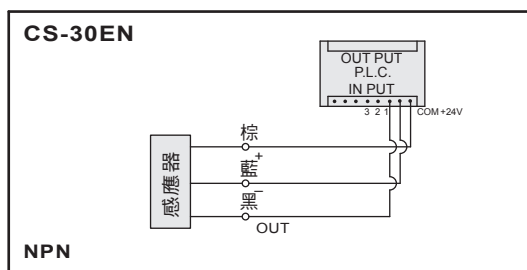 CS-30EN
OUT PUT
P.L.C.
IN PUT
3 2 1 COM +24V
棕
+
藍
−
黑
OUT
感應器
NPN